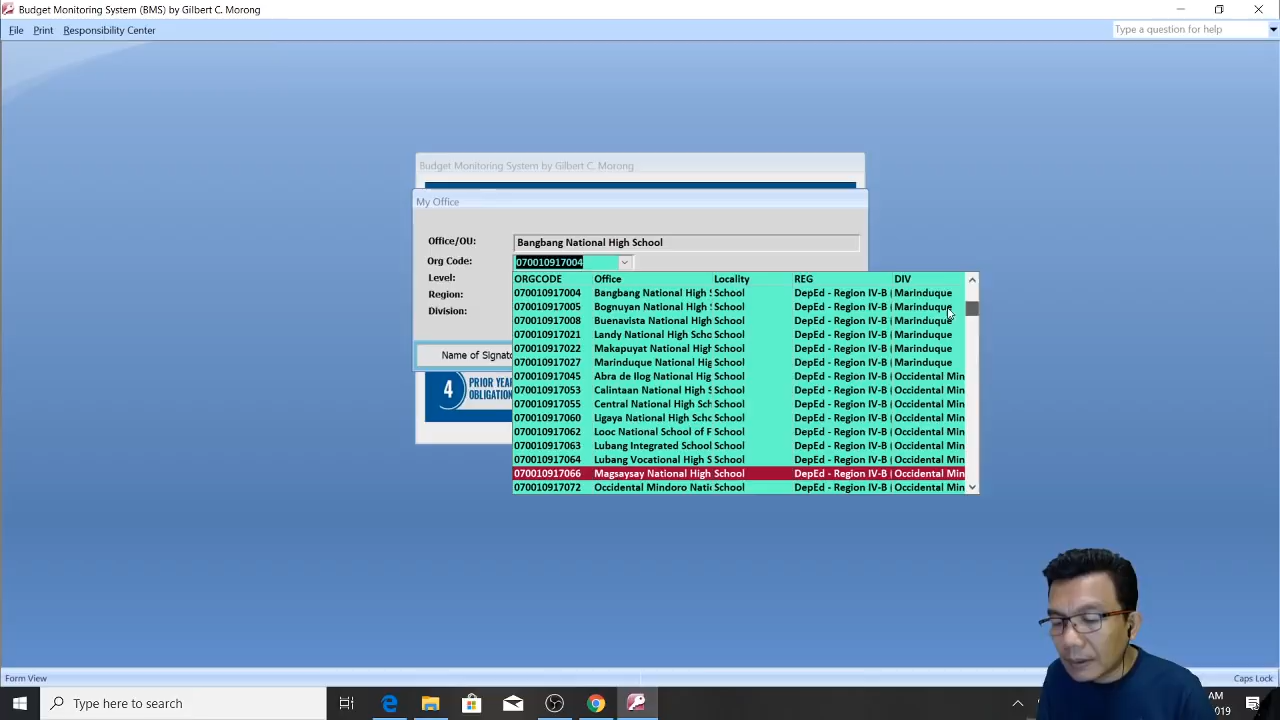 Budget Monitoring System (BMS) by Gilbert C. Morong
File Print Responsibility Center
Type a question for help
Budget Monitoring System by Gilbert C. Morong
My Office
Office/OU: Bangbang National High School
Org Code: 070010917004
Level:
Region:
Division:
Name of Signato
4 PRIOR YEAR
OBLIGATION
ORGCODE Office Locality REG DIV
070010917004 Bangbang National High School DepEd - Region IV-B ( Marinduque
070010917005 Bognuyan National High School DepEd - Region IV-B ( Marinduque
070010917008 Buenavista National High School DepEd - Region IV-B ( Marinduque
070010917021 Landy National High Scho School DepEd - Region IV-B ( Marinduque
070010917022 Makapuyat National High School DepEd - Region IV-B ( Marinduque
070010917027 Marinduque National High School DepEd - Region IV-B ( Marinduque
070010917045 Abra de Ilog National Hig School DepEd - Region IV-B ( Occidental Min
070010917053 Calintaan National High S School DepEd - Region IV-B ( Occidental Min
070010917055 Central National High Sch School DepEd - Region IV-B ( Occidental Min
070010917060 Ligaya National High Scho School DepEd - Region IV-B ( Occidental Min
070010917062 Looc National School of F School DepEd - Region IV-B ( Occidental Min
070010917063 Lubang Integrated School School DepEd - Region IV-B ( Occidental Min
070010917064 Lubang Vocational High S School DepEd - Region IV-B ( Occidental Min
070010917066 Magsaysay National High School DepEd - Region IV-B ( Occidental Min
070010917072 Occidental Mindoro Natio School DepEd - Region IV-B ( Occidental Min
Form View
Caps Lock
Type here to search
AM
2019